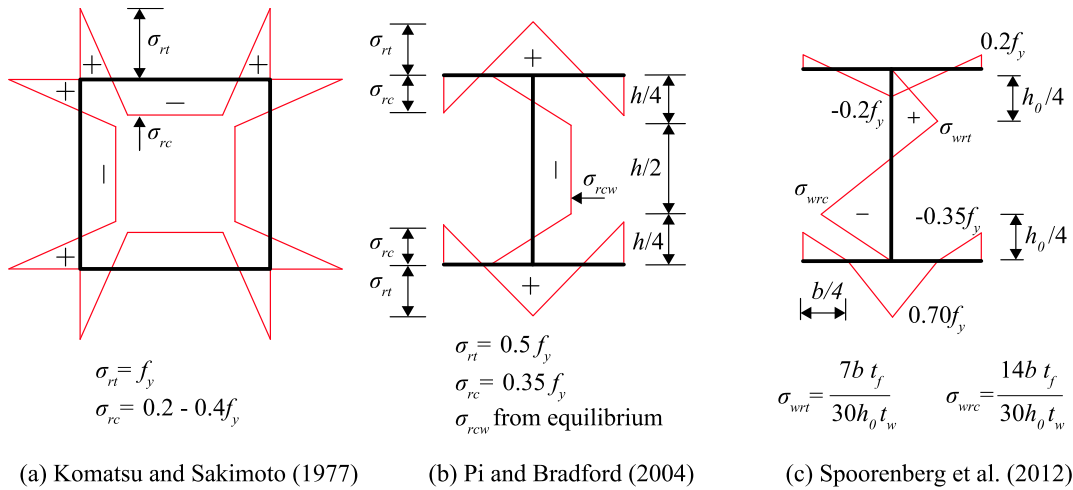 σrt
+ +
+
−
σrc
−
+ +
σrt = fy
σrc = 0.2 - 0.4fy
(a) Komatsu and Sakimoto (1977)
σrt
+
σrc
h/4
−
h/2
σrcw
σrc
h/4
σrt
+
σrt = 0.5 fy
σrc = 0.35 fy
σrcw from equilibrium
(b) Pi and Bradford (2004)
0.2fy
-0.2fy
+
h0/4
σwrt
σwrc
−
-0.35fy
h0/4
b/4
0.70fy
σwrt = 7b tf / 30h0 tw
σwrc = 14b tf / 30h0 tw
(c) Spoorenberg et al. (2012)